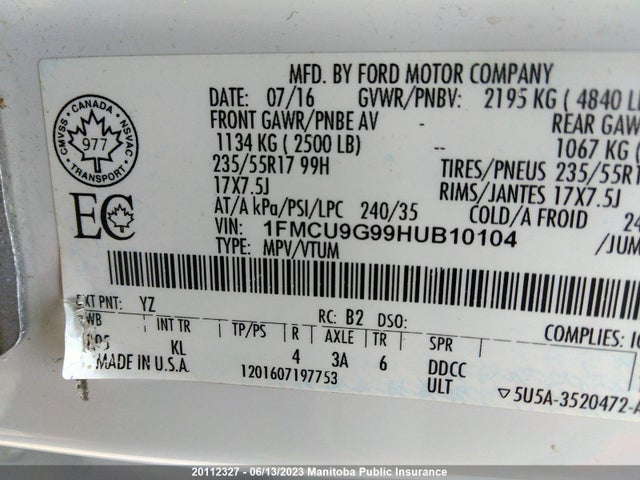 MFD. BY FORD MOTOR COMPANY
DATE: 07/16 GVWR/PNBV: 2195 KG ( 4840 L
FRONT GAWR/PNBE AV - REAR GAW
1134 KG ( 2500 LB) -- 1067 KG (
235/55R17 99H TIRES/PNEUS 235/55R
17X7.5J RIMS/JANTES 17X7.5J
AT/A kPa/PSI/LPC 240/35 COLD/A FROID 24
VIN: 1FMCU9G99HUB10104 /JUM
TYPE: MPV/VTUM
CANADA
CMVSS 977 NSVAC
TRANSPORT
EC
EXT PNT: YZ RC: B2 DSO:
WB INT TR TP/PS R AXLE TR SPR COMPLIES:
KL 4 3A 6 DDCC
MADE IN U.S.A. 1201607197753 ULT 5U5A-3520472-A
20112327 - 06/13/2023 Manitoba Public Insurance